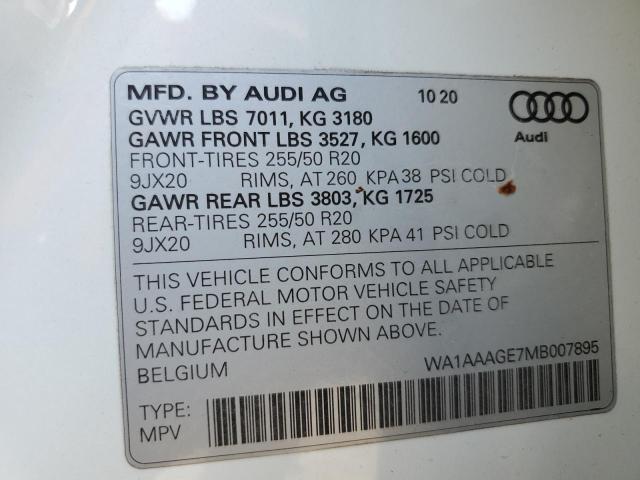 MFD. BY AUDI AG 10 20
GVWR LBS 7011, KG 3180
GAWR FRONT LBS 3527, KG 1600
Audi
FRONT-TIRES 255/50 R20
9JX20 RIMS, AT 260 KPA 38 PSI COLD
GAWR REAR LBS 3803, KG 1725
REAR-TIRES 255/50 R20
9JX20 RIMS, AT 280 KPA 41 PSI COLD
THIS VEHICLE CONFORMS TO ALL APPLICABLE
U.S. FEDERAL MOTOR VEHICLE SAFETY
STANDARDS IN EFFECT ON THE DATE OF
MANUFACTURE SHOWN ABOVE.
BELGIUM WA1AAAGE7MB007895
TYPE:
MPV